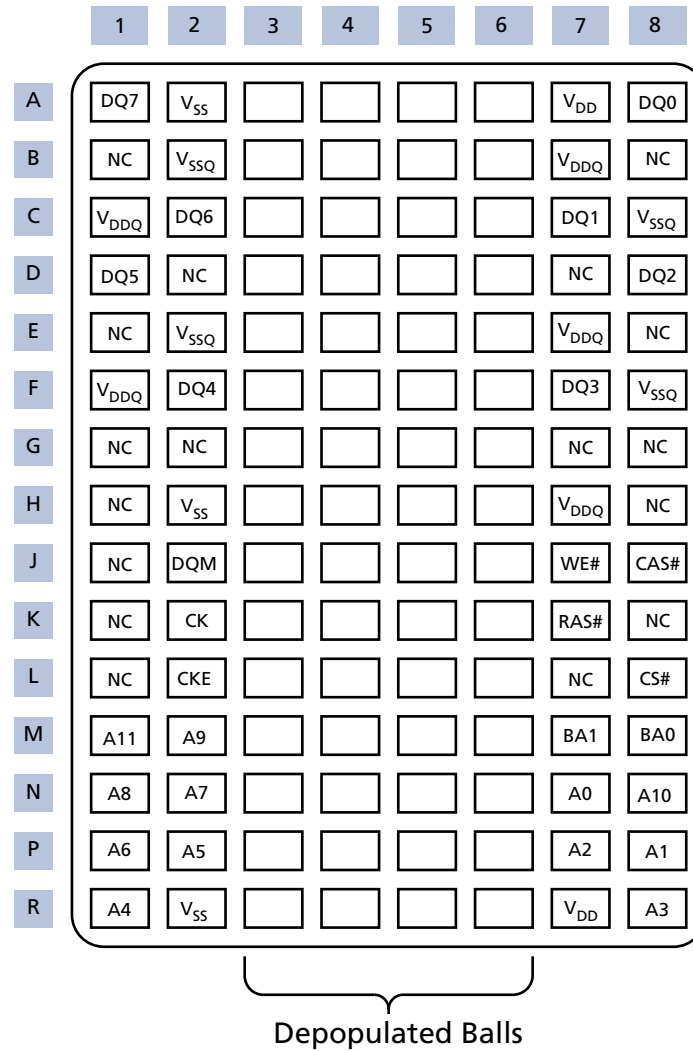 1 2 3 4 5 6 7 8
A DQ7 VSS VDD DQ0
B NC VSSQ VDDQ NC
C VDDQ DQ6 DQ1 VSSQ
D DQ5 NC NC DQ2
E NC VSSQ VDDQ NC
F VDDQ DQ4 DQ3 VSSQ
G NC NC NC NC
H NC VSS VDDQ NC
J NC DQM WE# CAS#
K NC CK RAS# NC
L NC CKE NC CS#
M A11 A9 BA1 BA0
N A8 A7 A0 A10
P A6 A5 A2 A1
R A4 VSS VDD A3
Depopulated Balls